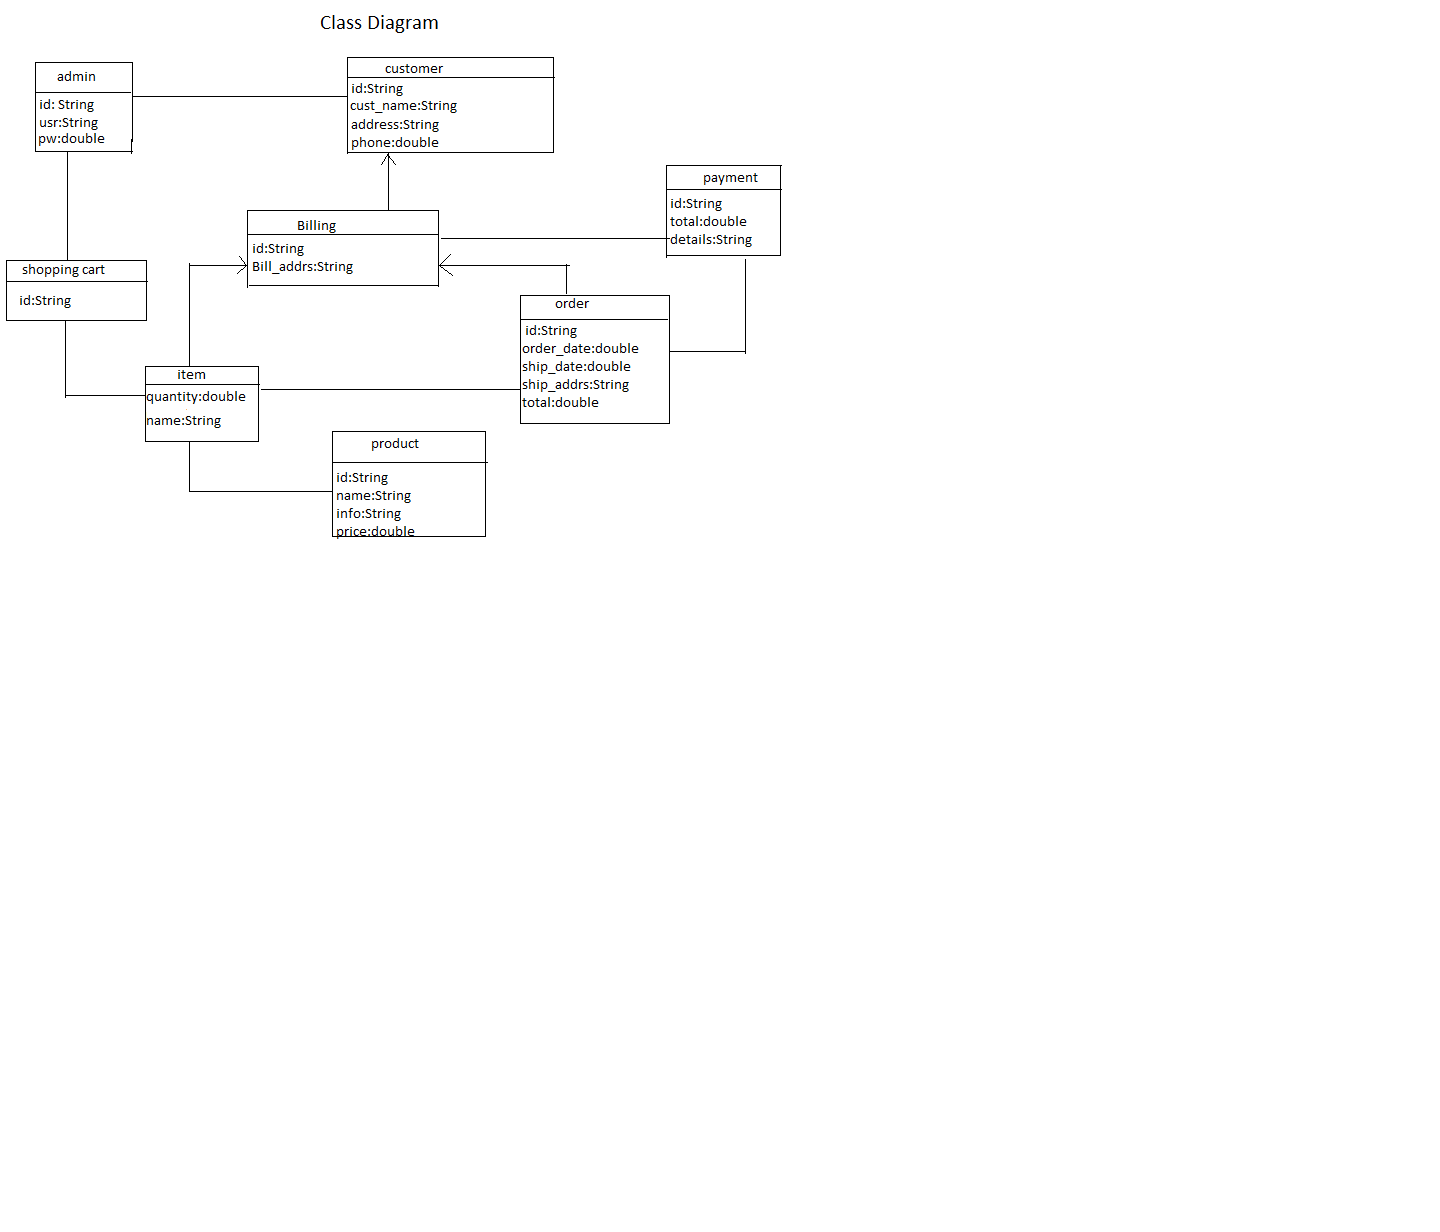 Class Diagram
admin
id: String
usr:String
pw:double
customer
id:String
cust_name:String
address:String
phone:double
payment
id:String
total:double
details:String
Billing
id:String
Bill_addrs:String
shopping cart
id:String
order
id:String
order_date:double
ship_date:double
ship_addrs:String
total:double
item
quantity:double
name:String
product
id:String
name:String
info:String
price:double